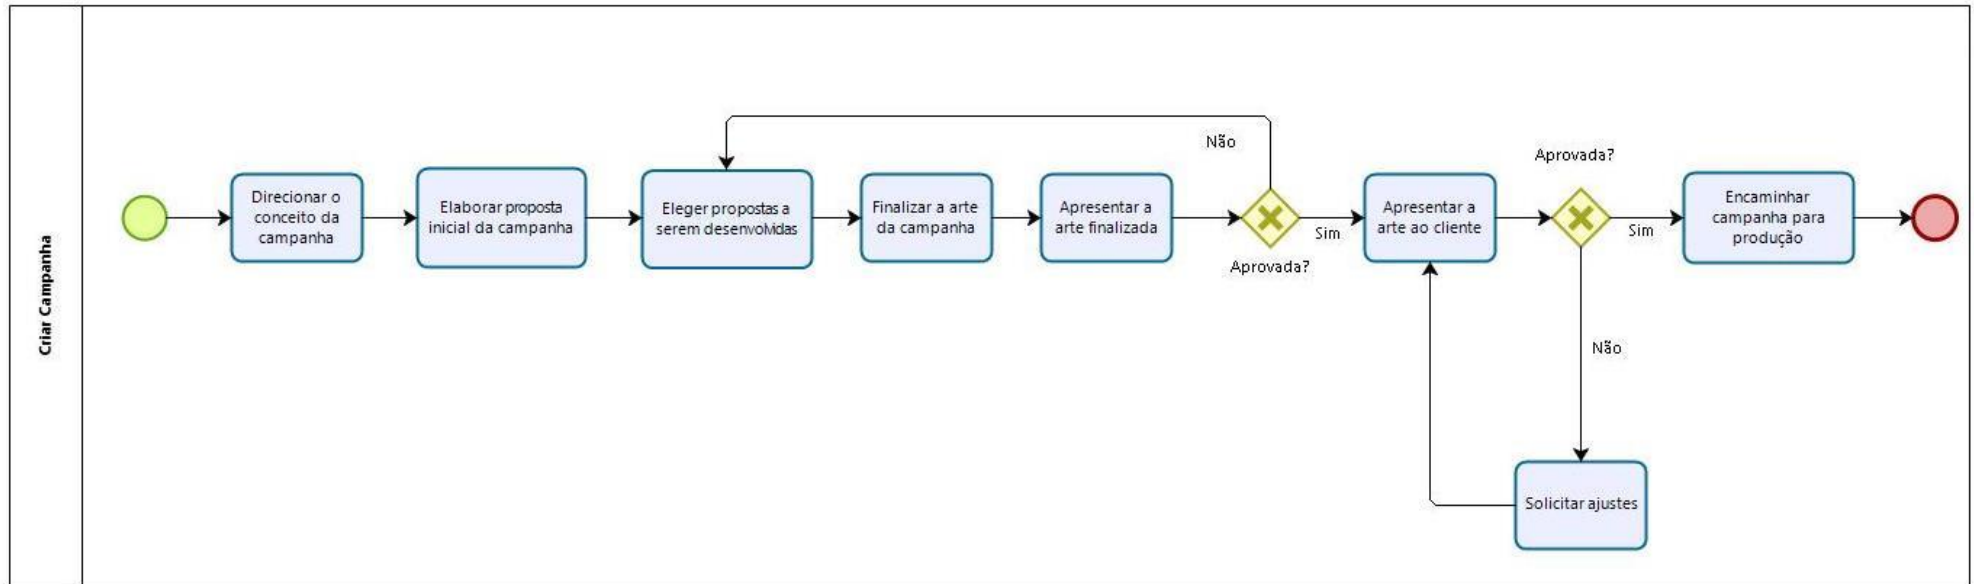 Criar Campanha
Direcionar o
conceito da
campanha
Elaborar proposta
inicial da campanha
Eleger propostas a
serem desenvolvidas
Finalizar a arte
da campanha
Apresentar a
arte finalizada
Não
Aprovada?
Sim
Apresentar a
arte ao cliente
Aprovada?
Sim
Não
Solicitar ajustes
Encaminhar
campanha para
produção